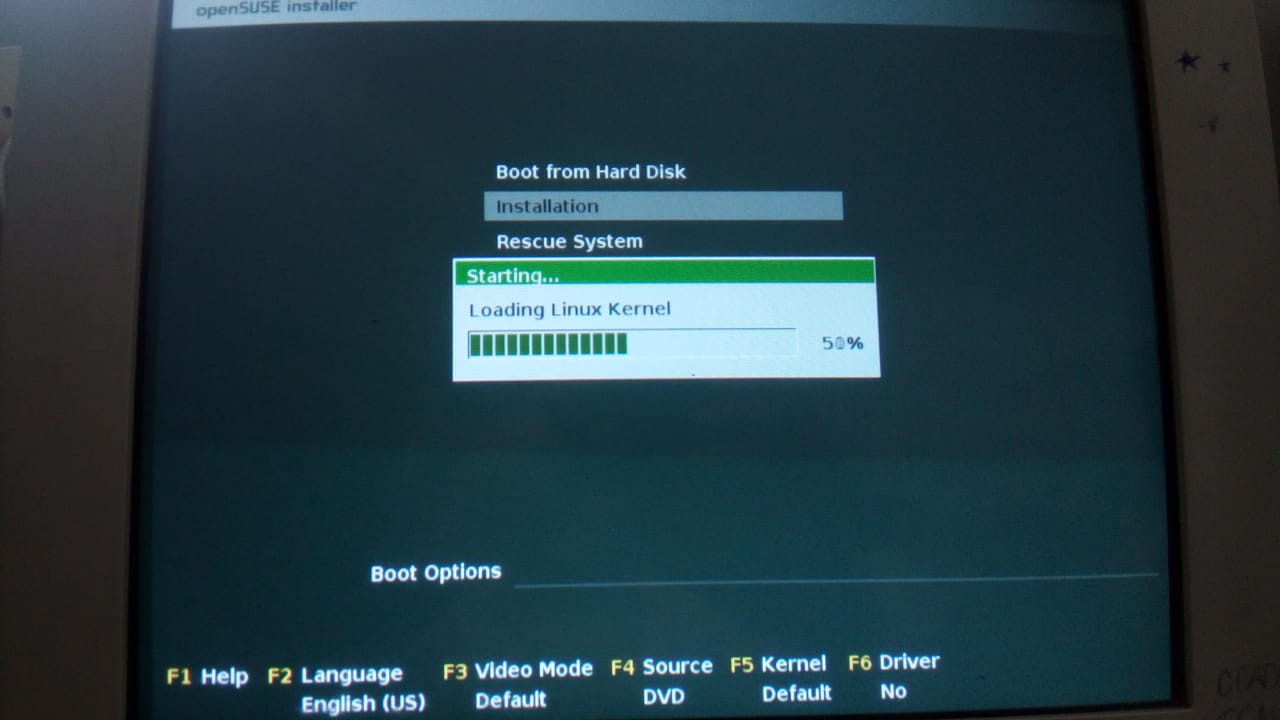 openSUSE installer
Boot from Hard Disk
Installation
Rescue System
Starting...
Loading Linux Kernel
50%
Boot Options
F1 Help F2 Language F3 Video Mode F4 Source F5 Kernel F6 Driver
English (US) Default DVD Default No